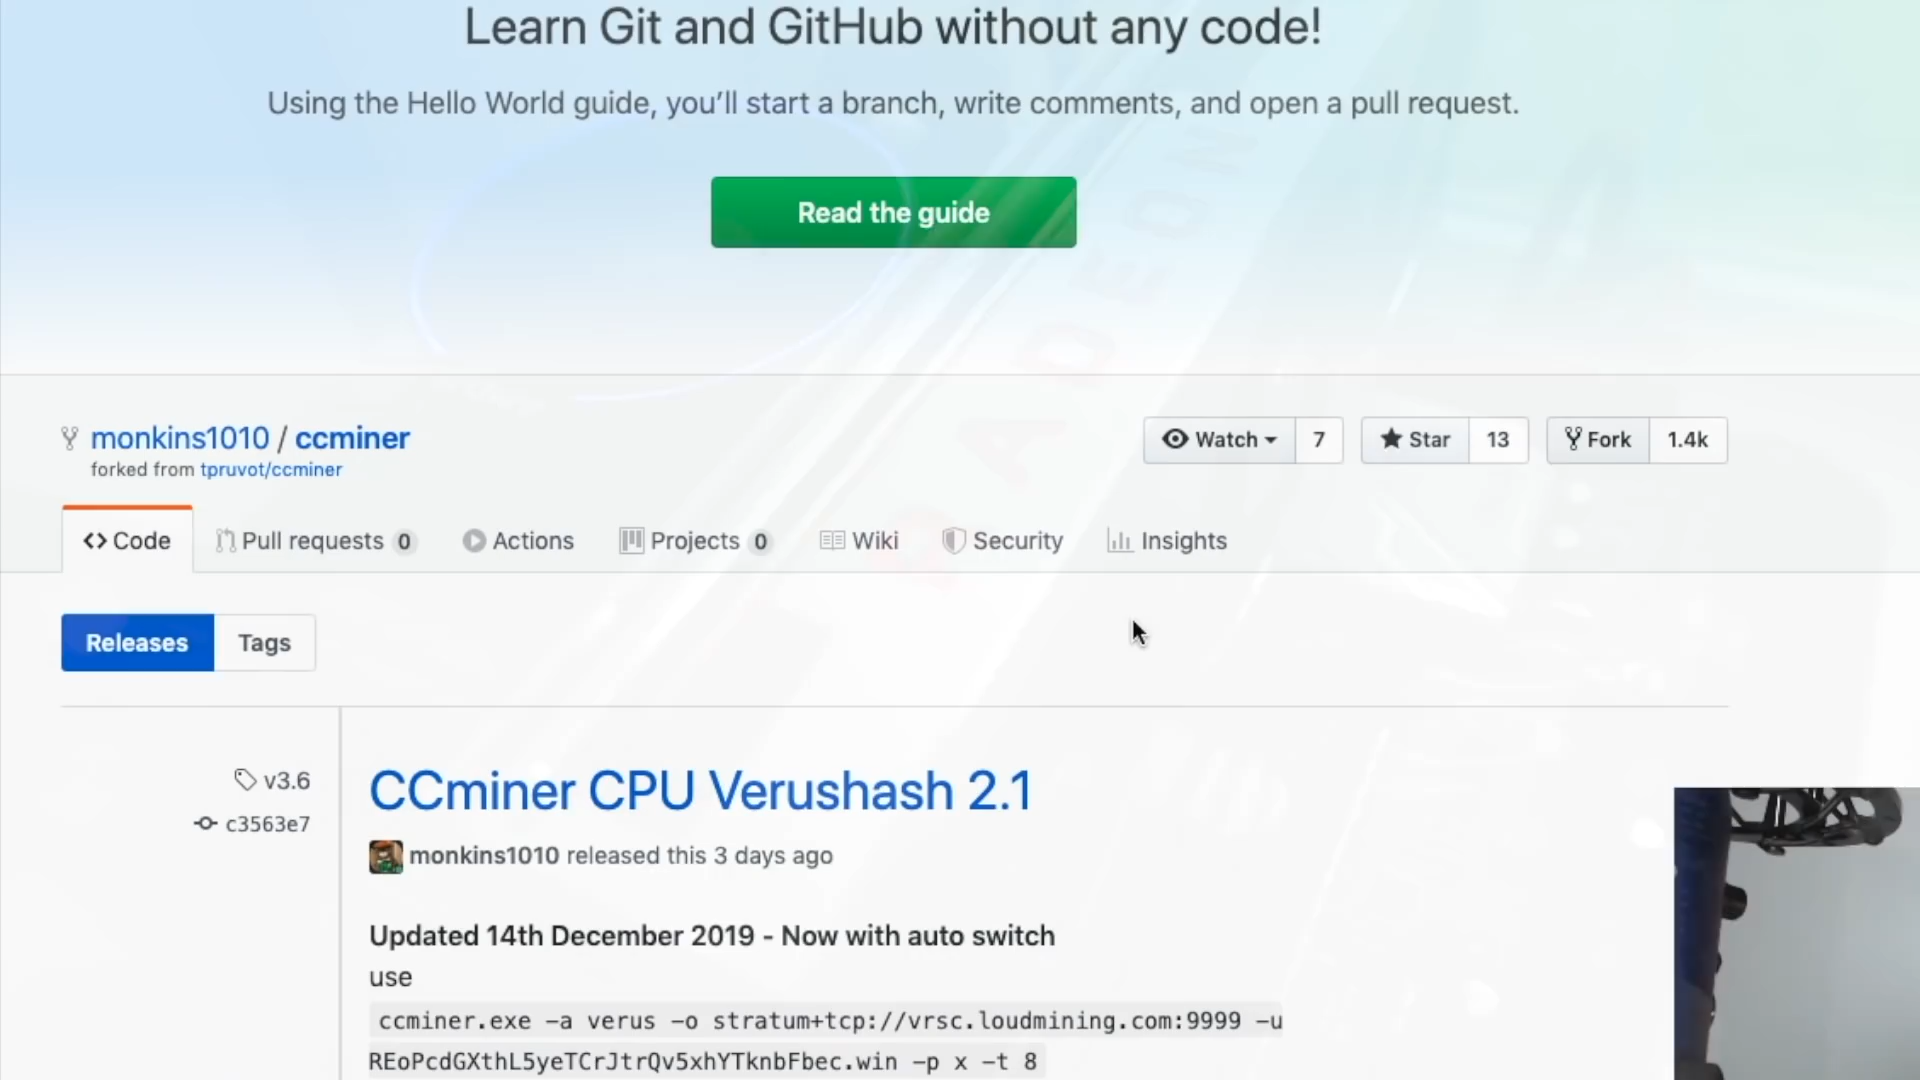 Learn Git and GitHub without any code!
Using the Hello World guide, you’ll start a branch, write comments, and open a pull request.
Read the guide
monkins1010 / ccminer
forked from tpruvot/ccminer
Watch 7
Star 13
Fork 1.4k
Code
Pull requests 0
Actions
Projects 0
Wiki
Security
Insights
Releases
Tags
v3.6
c3563e7
CCminer CPU Verushash 2.1
monkins1010 released this 3 days ago
Updated 14th December 2019 - Now with auto switch
use
ccminer.exe -a verus -o stratum+tcp://vrsc.loudmining.com:9999 -u
REoPcdGXthL5yeTCrJtrQv5xhYTknbFbec.win -p x -t 8
RADEON